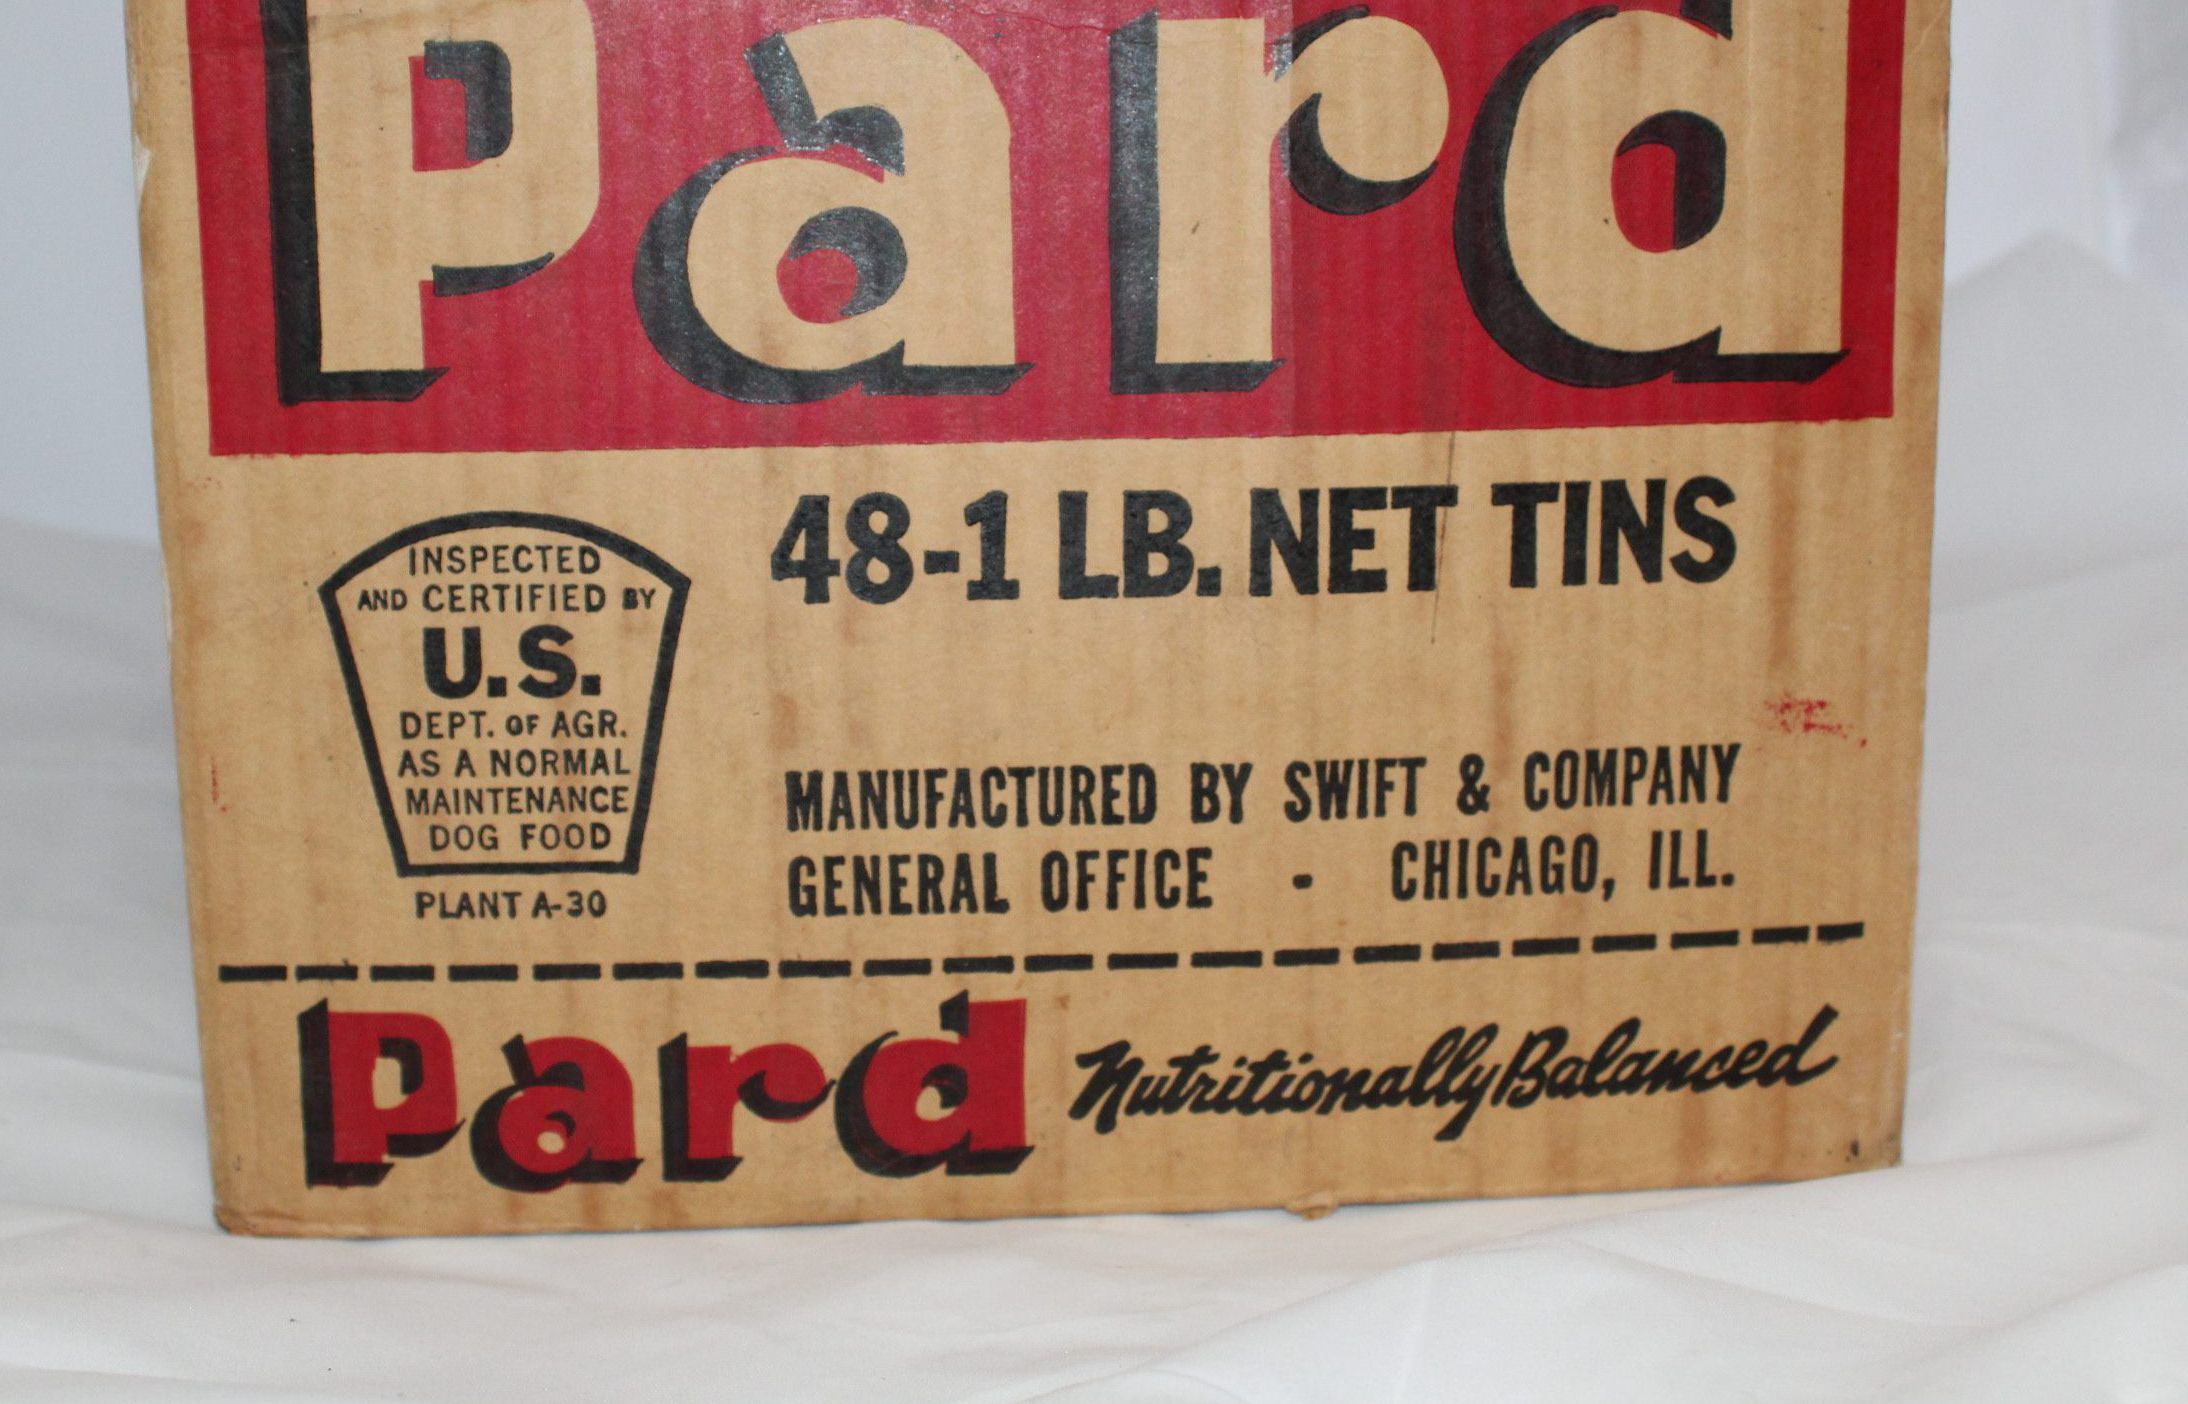 Pard
48-1 LB. NET TINS
INSPECTED
AND CERTIFIED BY
U.S.
DEPT. OF AGR.
AS A NORMAL
MAINTENANCE
DOG FOOD
PLANT A-30
MANUFACTURED BY SWIFT & COMPANY
GENERAL OFFICE - CHICAGO, ILL.
Pard Nutritionally Balanced